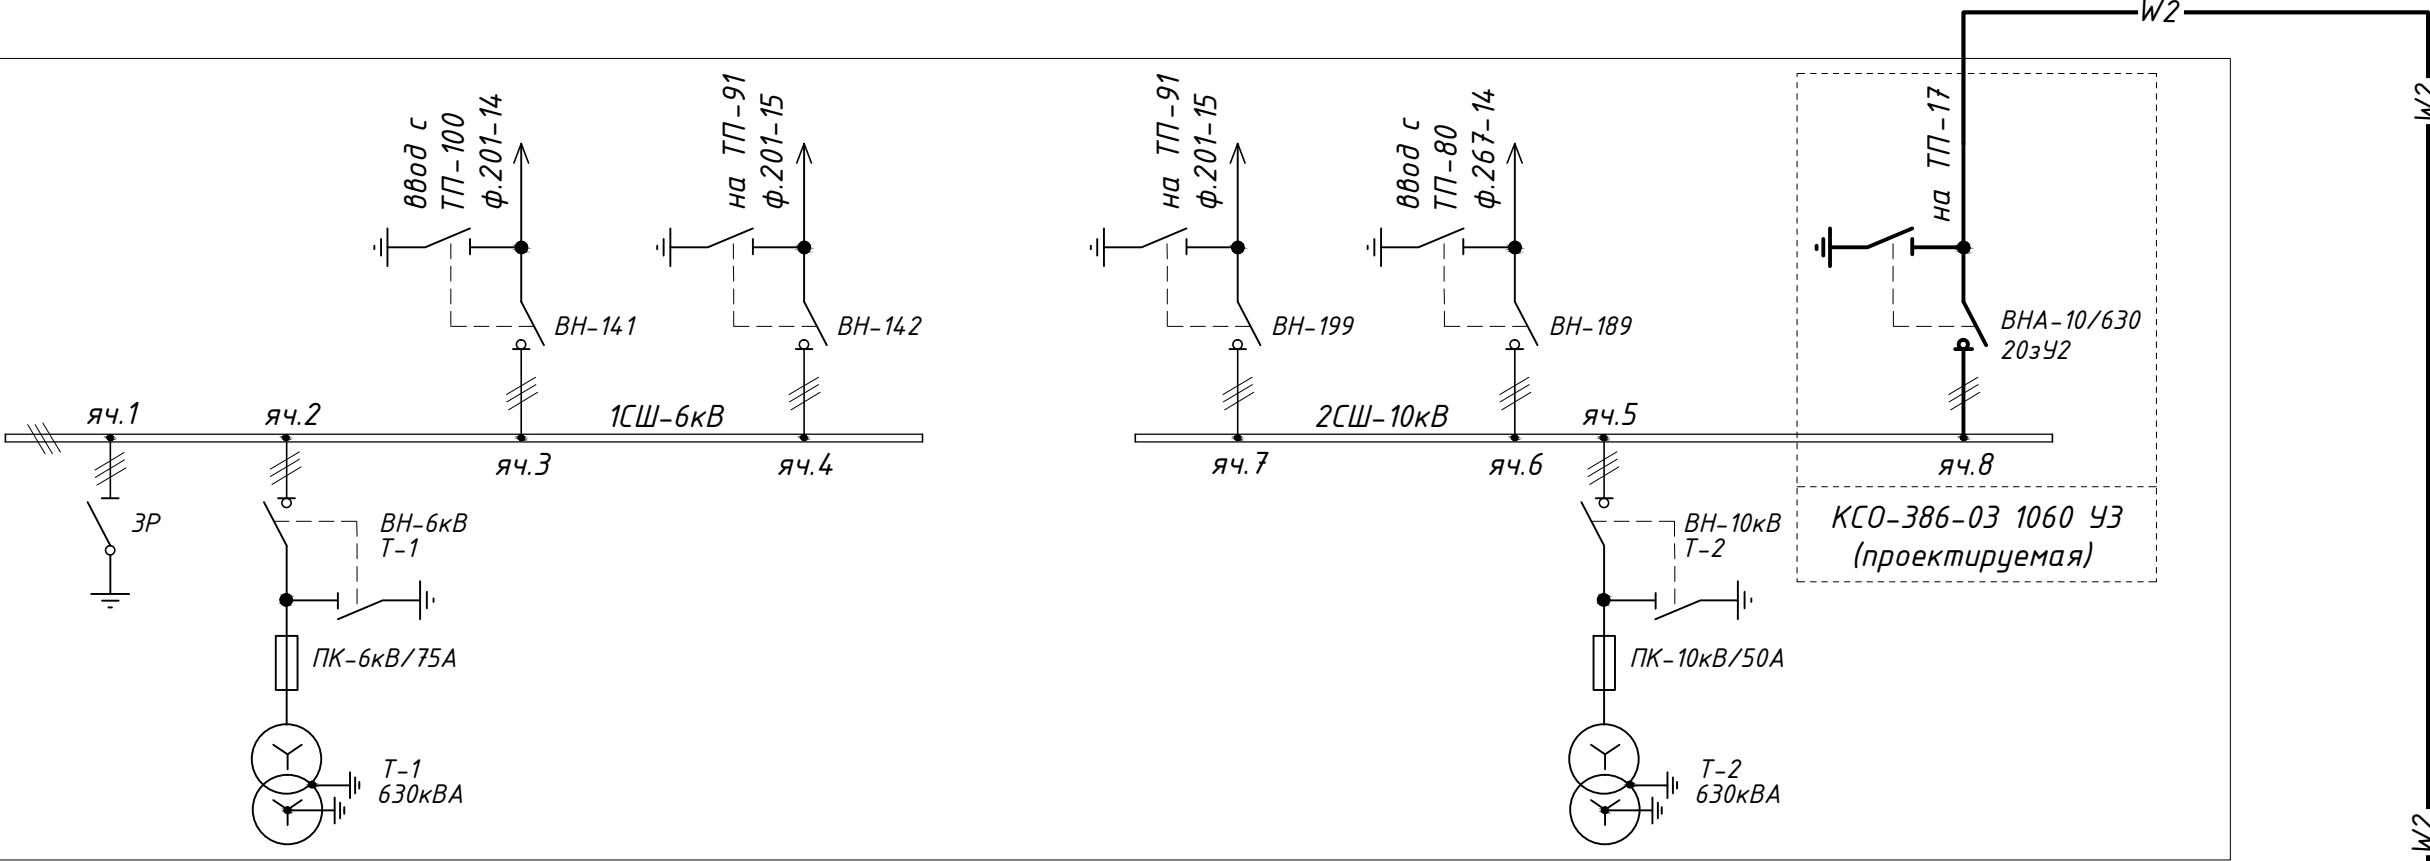 W2
W2
ввод с
ТП-100
ф.201-14
на ТП-91
ф.201-15
на ТП-91
ф.201-15
ввод с
ТП-80
ф.267-14
на ТП-17
ВН-141
ВН-142
ВН-199
ВН-189
ВНА-10/630
20зУ2
яч.1
яч.2
1СШ-6кВ
2СШ-10кВ
яч.5
яч.3
яч.4
яч.7
яч.6
яч.8
ЗР
ВН-6кВ
Т-1
ВН-10кВ
Т-2
КСО-386-03 1060 У3
(проектируемая)
ПК-6кВ/75А
ПК-10кВ/50А
Т-1
630кВА
Т-2
630кВА
W2